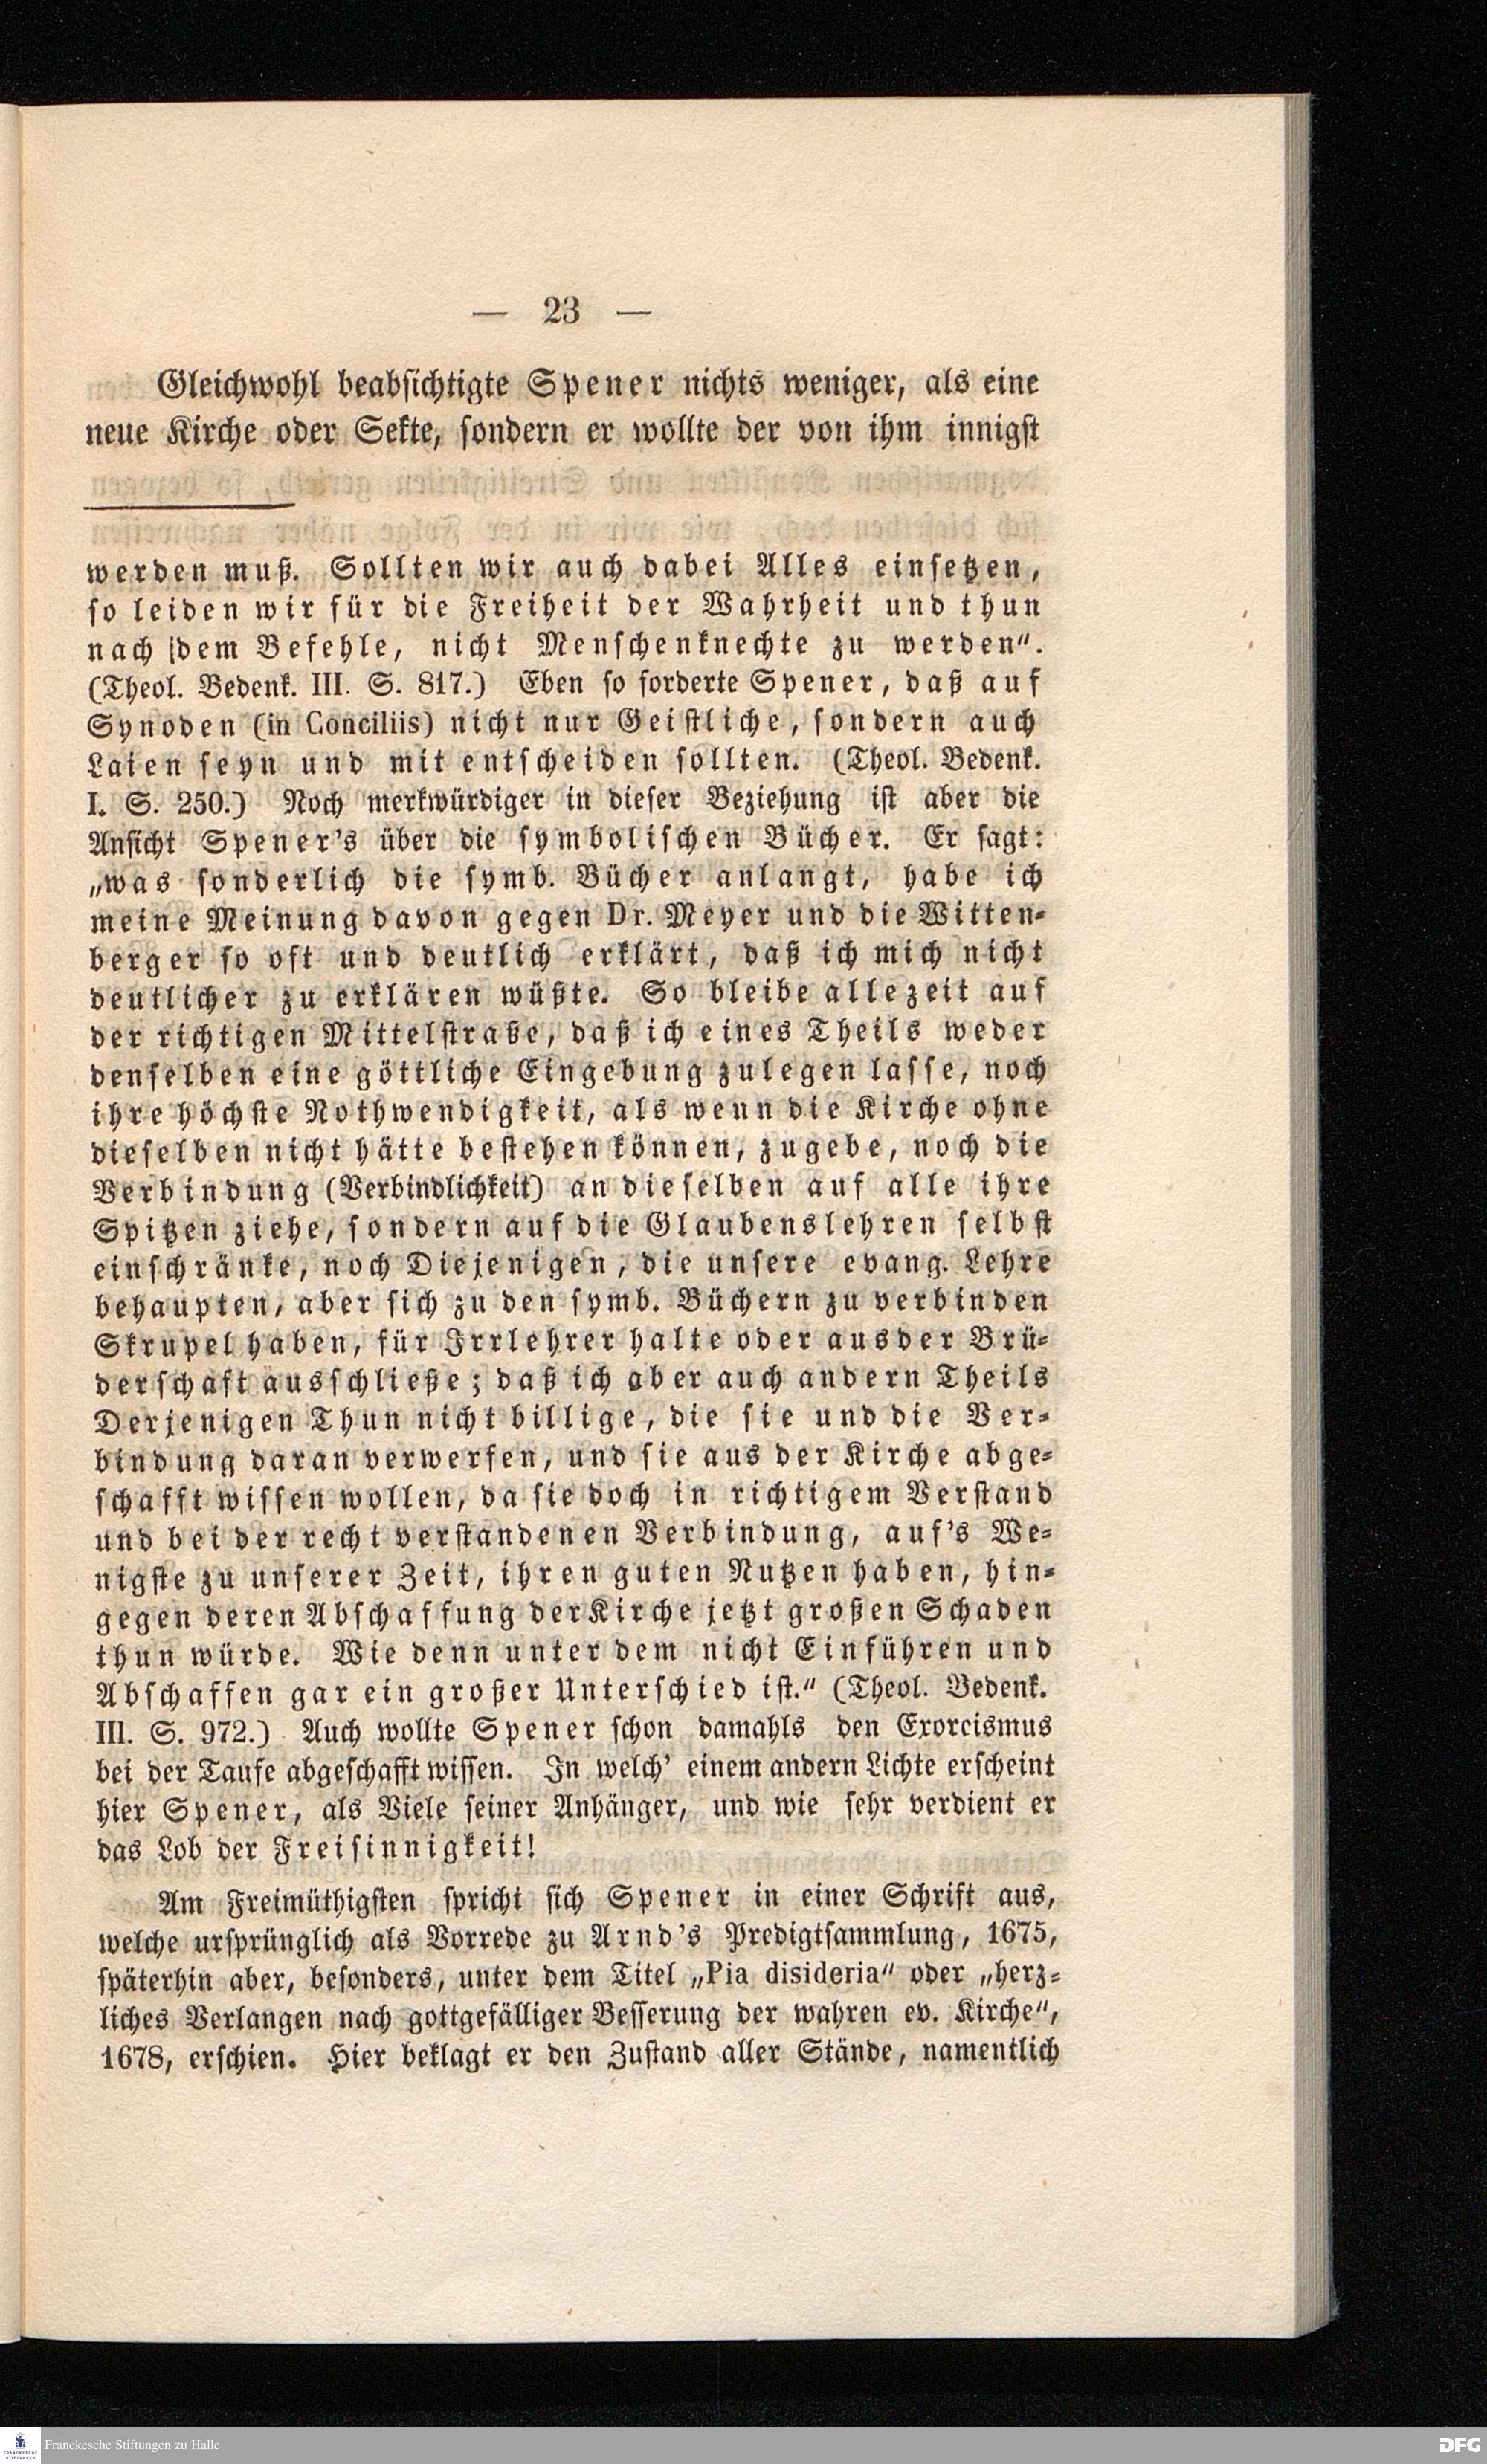 — 23 —
Gleichwohl beabsichtigte Spener nichts weniger, als eine
neue Kirche oder Sekte, sondern er wollte der von ihm innigst
werden muß. Sollten wir auch dabei Alles einsetzen,
so leiden wir für die Freiheit der Wahrheit und thun
nach dem Befehle, nicht Menschenknechte zu werden“.
(Theol. Bedenk. III. S. 817.) Eben so forderte Spener, daß auf
Synoden (in Conciliis) nicht nur Geistliche, sondern auch
Laien seyn und mit entscheiden sollten. (Theol. Bedenk.
I. S. 250.) Noch merkwürdiger in dieser Beziehung ist aber die
Ansicht Spener's über die symbolischen Bücher. Er sagt:
„was sonderlich die symb. Bücher anlangt, habe ich
meine Meinung davon gegen Dr. Meyer und die Witten-
berger so oft und deutlich erklärt, daß ich mich nicht
deutlicher zu erklären wüßte. So bleibe allezeit auf
der richtigen Mittelstraße, daß ich eines Theils weder
denselben eine göttliche Eingebung zulegen lasse, noch
ihre höchste Nothwendigkeit, als wenn die Kirche ohne
dieselben nicht hätte bestehen können, zugebe, noch die
Verbindung (Verbindlichkeit) an dieselben auf alle ihre
Spitzen ziehe, sondern auf die Glaubenslehren selbst
einschränke, noch Diejenigen, die unsere evang. Lehre
behaupten, aber sich zu den symb. Büchern zu verbinden
Skrupel haben, für Irrlehrer halte oder aus der Brü-
derschaft ausschließe; daß ich aber auch andern Theils
Derjenigen Thun nicht billige, die sie und die Ver-
bindung daran verwerfen, und sie aus der Kirche abge-
schafft wissen wollen, da sie doch in richtigem Verstand
und bei der recht verstandenen Verbindung, auf's We-
nigste zu unserer Zeit, ihren guten Nutzen haben, hin-
gegen deren Abschaffung der Kirche jetzt großen Schaden
thun würde. Wie denn unter dem nicht Einführen und
Abschaffen gar ein großer Unterschied ist.“ (Theol. Bedenk.
III. S. 972.) Auch wollte Spener schon damahls den Exorcismus
bei der Taufe abgeschafft wissen. In welch' einem andern Lichte erscheint
hier Spener, als Viele seiner Anhänger, und wie sehr verdient er
das Lob der Freisinnigkeit!
Am Freimüthigsten spricht sich Spener in einer Schrift aus,
welche ursprünglich als Vorrede zu Arnd's Predigtsammlung, 1675,
späterhin aber, besonders, unter dem Titel „Pia disideria“ oder „herz-
liches Verlangen nach gottgefälliger Besserung der wahren ev. Kirche“,
1678, erschien. Hier beklagt er den Zustand aller Stände, namentlich
Franckesche Stiftungen zu Halle
DFG